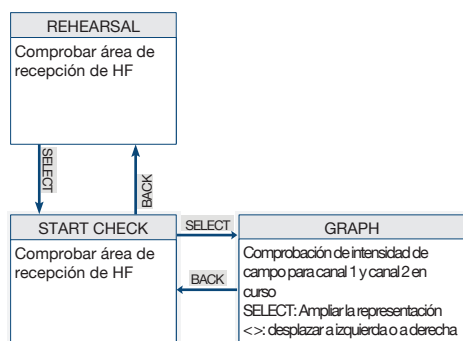 REHEARSAL
Comprobar área de
recepción de HF
SELECT
BACK
START CHECK
Comprobar área de
recepción de HF
SELECT
BACK
GRAPH
Comprobación de intensidad de
campo para canal 1 y canal 2 en
curso
SELECT: Ampliar la representación
<>: desplazar a izquierda o a derecha